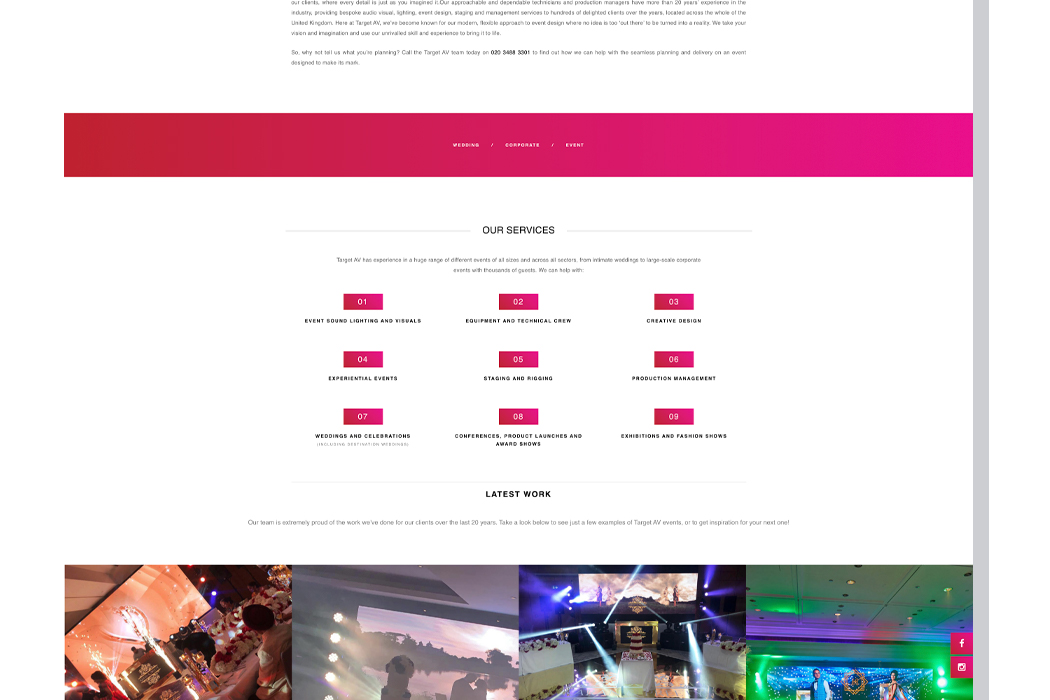 our clients, where every detail is just as you imagined it.Our approachable and dependable technicians and production managers have more than 20 years' experience in the
industry, providing bespoke audio visual, lighting, event design, staging and management services to hundreds of delighted clients over the years, located across the whole of the
United Kingdom. Here at Target AV, we've become known for our modern, flexible approach to event design where no idea is too 'out there' to be turned into a reality. We take your
vision and imagination and use our unrivalled skill and experience to bring it to life.
So, why not tell us what you're planning? Call the Target AV team today on 020 3468 3301 to find out how we can help with the seamless planning and delivery on an event
designed to make its mark.
WEDDING / CORPORATE / EVENT
OUR SERVICES
Target AV has experience in a huge range of different events of all sizes and across all sectors, from intimate weddings to large-scale corporate
events with thousands of guests. We can help with:
01 02 03
EVENT SOUND LIGHTING AND VISUALS EQUIPMENT AND TECHNICAL CREW CREATIVE DESIGN
04 05 06
EXPERIENTIAL EVENTS STAGING AND RIGGING PRODUCTION MANAGEMENT
07 08 09
WEDDINGS AND CELEBRATIONS CONFERENCES, PRODUCT LAUNCHES AND EXHIBITIONS AND FASHION SHOWS
(INCLUDING DESTINATION WEDDINGS) AWARD SHOWS
LATEST WORK
Our team is extremely proud of the work we've done for our clients over the last 20 years. Take a look below to see just a few examples of Target AV events, or to get inspiration for your next one!